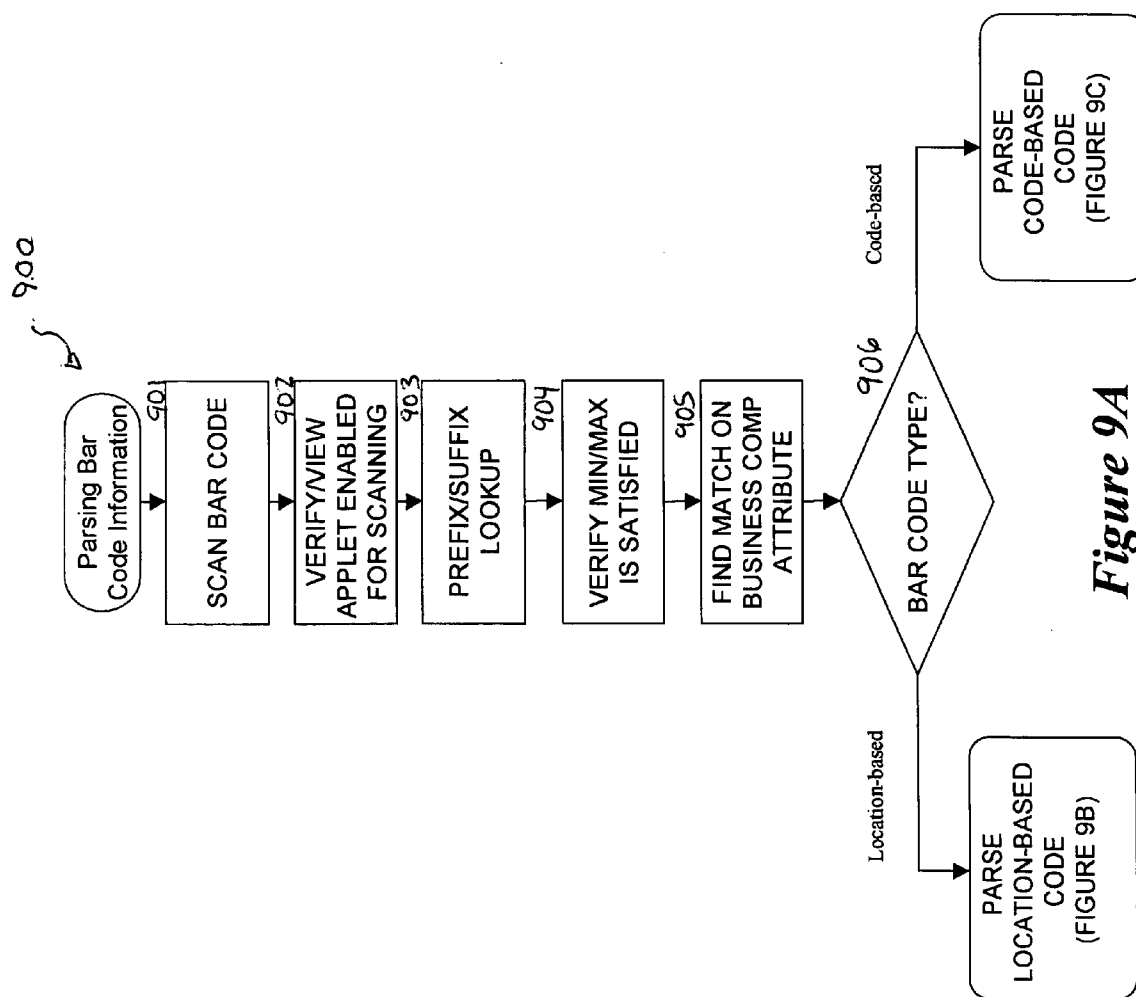 900
Parsing Bar
Code Information
901
SCAN BAR CODE
902
VERIFY/VIEW
APPLET ENABLED
FOR SCANNING
903
PREFIX/SUFFIX
LOOKUP
904
VERIFY MIN/MAX
IS SATISFIED
905
FIND MATCH ON
BUSINESS COMP
ATTRIBUTE
906
BAR CODE TYPE?
Location-based
Code-based
PARSE
LOCATION-BASED
CODE
(FIGURE 9B)
PARSE
CODE-BASED
CODE
(FIGURE 9C)
Figure 9A